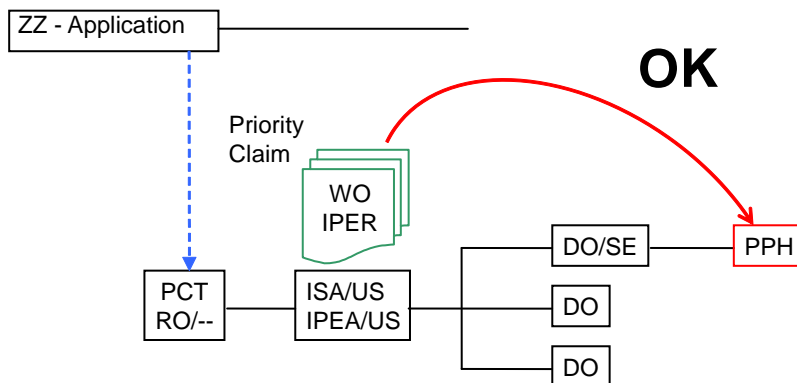 ZZ - Application
OK
Priority
Claim
WO
IPER
DO/SE
PPH
PCT
RO/--
ISA/US
IPEA/US
DO
DO